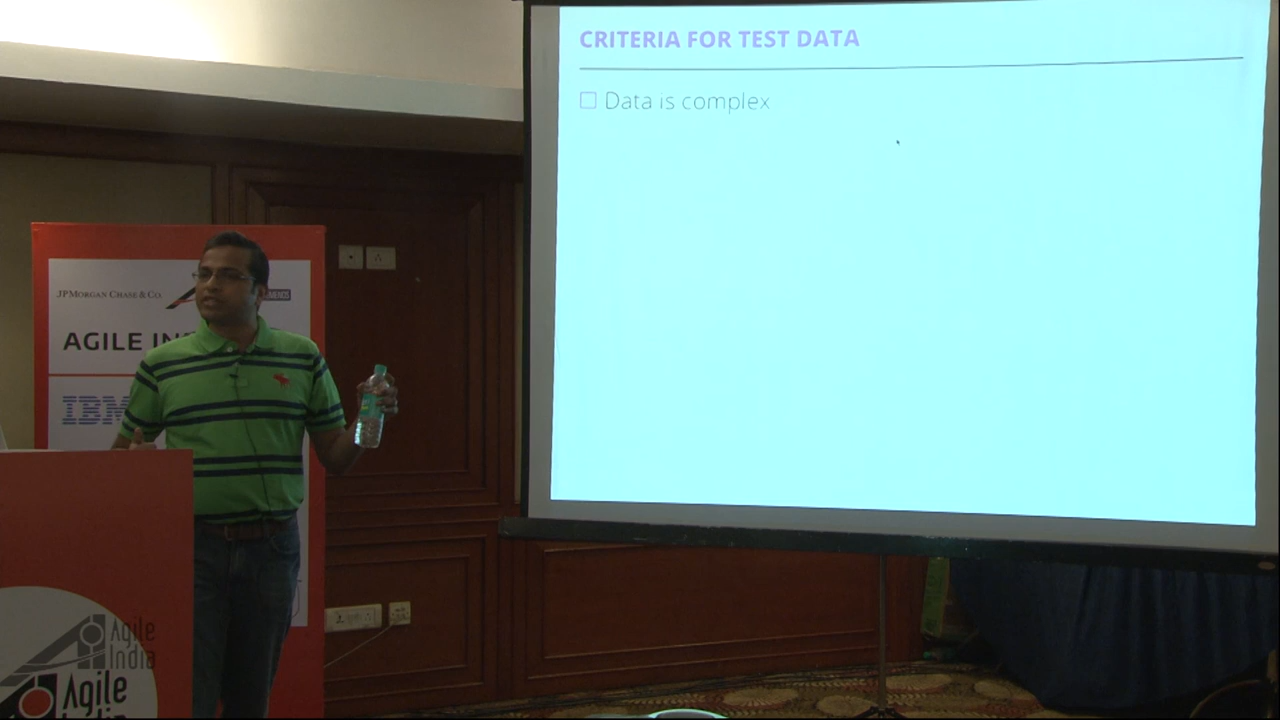 CRITERIA FOR TEST DATA
Data is complex
JPMORGAN CHASE & CO.
AGILE IN
IBM
Agile
India
Agile